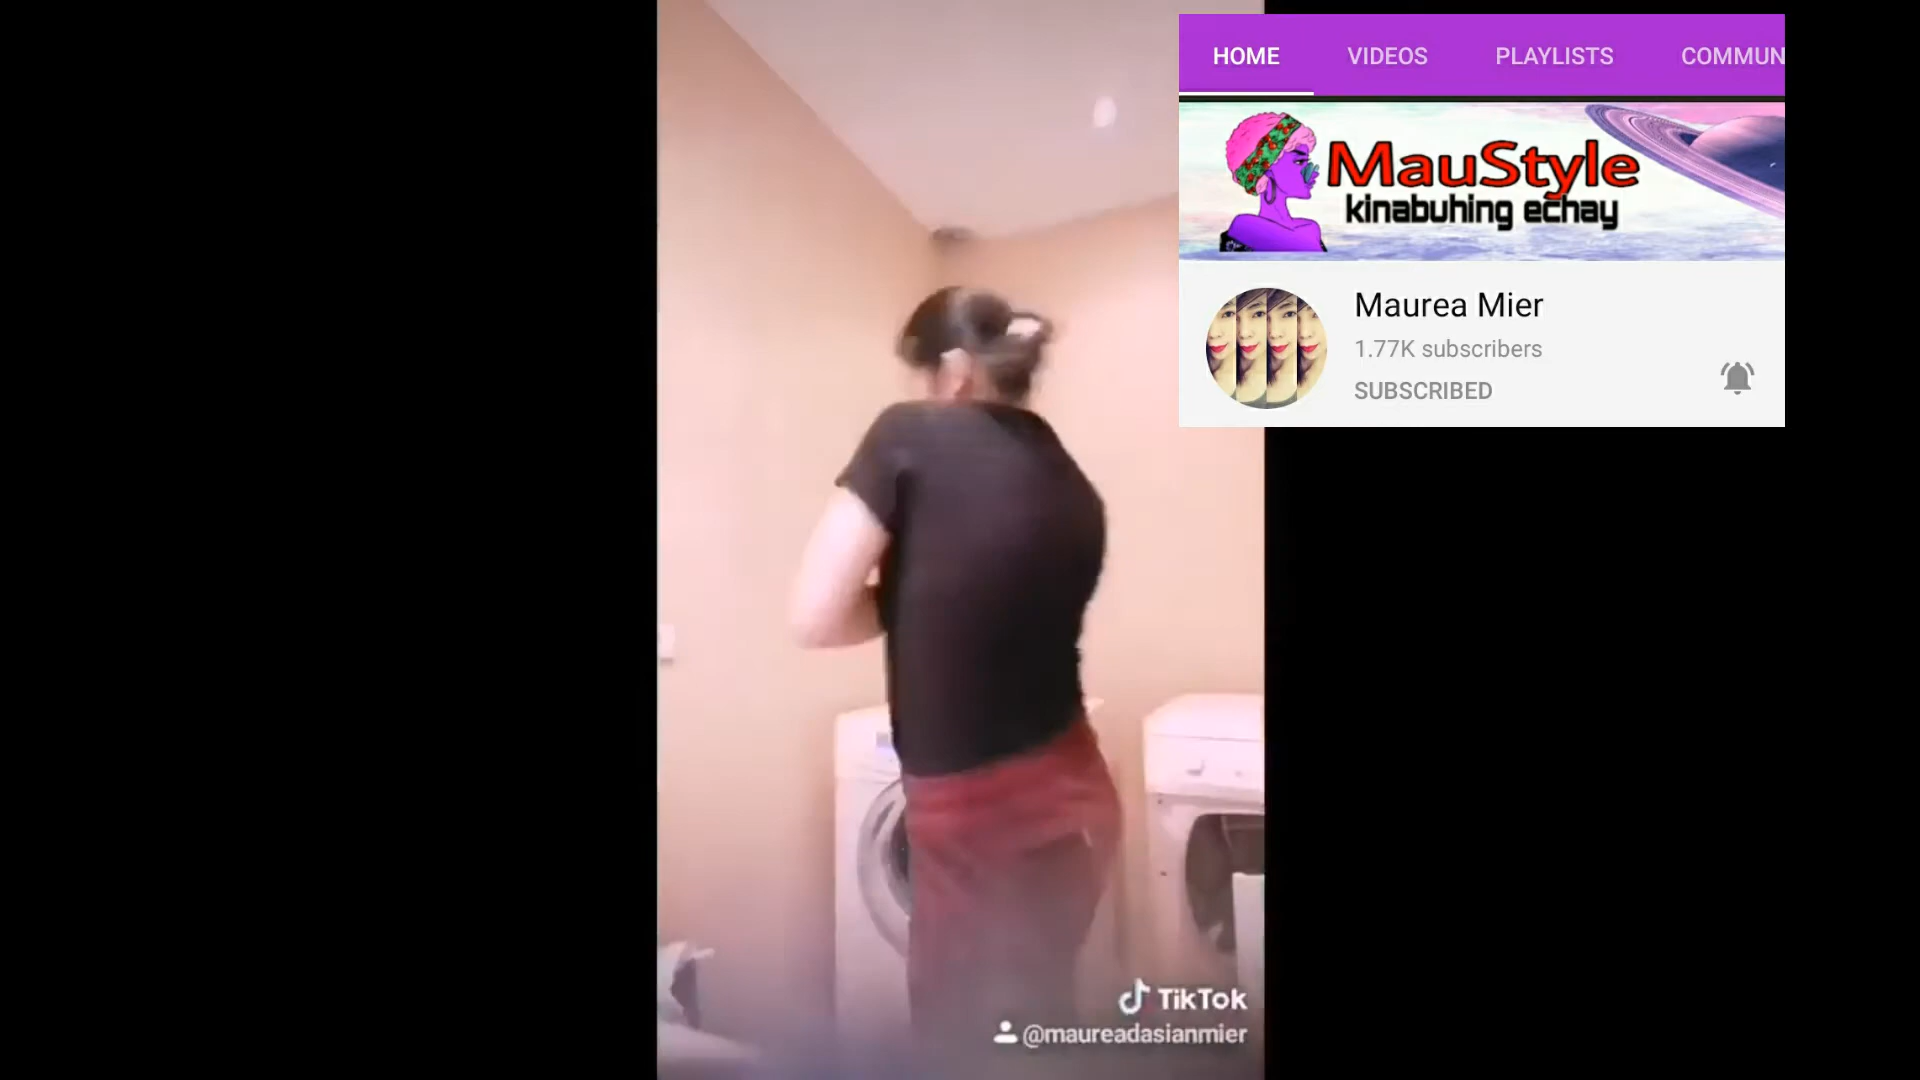 HOME VIDEOS PLAYLISTS COMMUN
MauStyle
kinabuhing echay
Maurea Mier
1.77K subscribers
SUBSCRIBED
TikTok
@maureadasianmier